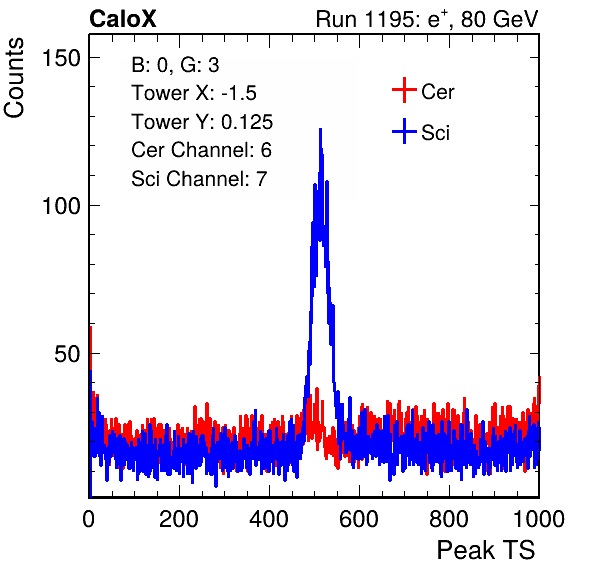 CaloX Run 1195: e⁺, 80 GeV
Counts
150
100
50
B: 0, G: 3
Tower X: -1.5
Tower Y: 0.125
Cer Channel: 6
Sci Channel: 7
Cer
Sci
0 200 400 600 800 1000
Peak TS